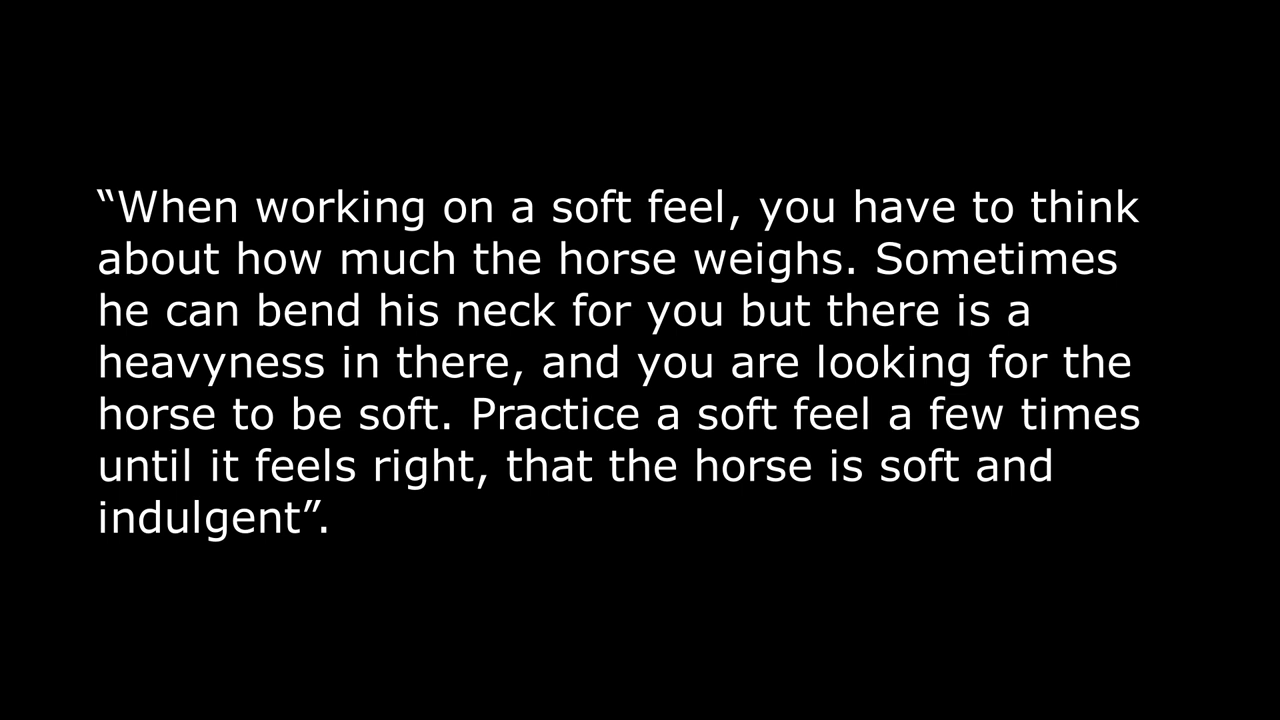 “When working on a soft feel, you have to think
about how much the horse weighs. Sometimes
he can bend his neck for you but there is a
heavyness in there, and you are looking for the
horse to be soft. Practice a soft feel a few times
until it feels right, that the horse is soft and
indulgent”.